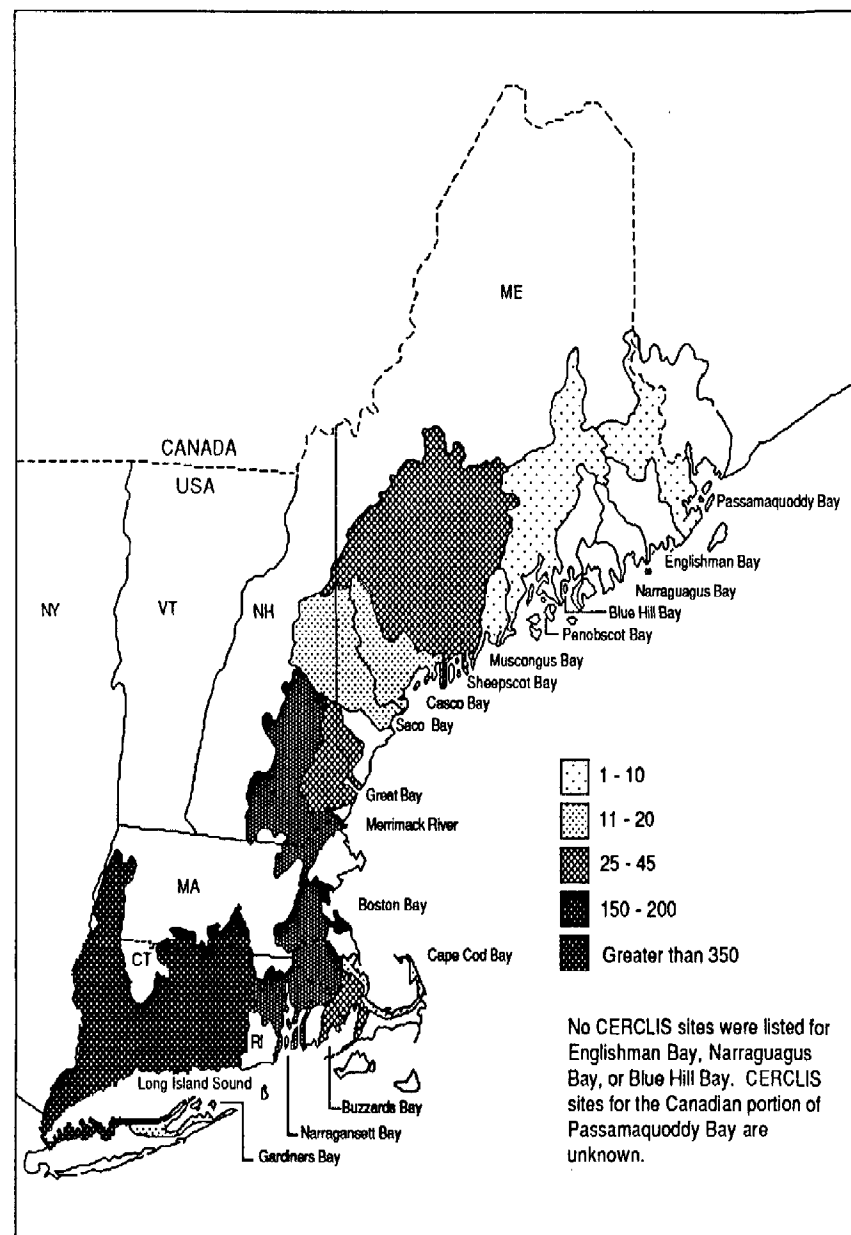 ME
CANADA
USA
NY
VT
NH
Passamaquoddy Bay
Englishman Bay
Narraguagus Bay
Blue Hill Bay
Panobscot Bay
Muscongus Bay
Sheepscot Bay
Casco Bay
Saco Bay
Great Bay
Merrimack River
MA
Boston Bay
CT
Cape Cod Bay
RI
Long Island Sound
Buzzards Bay
Narragansett Bay
Gardiners Bay
1 - 10
11 - 20
25 - 45
150 - 200
Greater than 350
No CERCLIS sites were listed for
Englishman Bay, Narraguagus
Bay, or Blue Hill Bay. CERCLIS
sites for the Canadian portion of
Passamaquoddy Bay are
unknown.